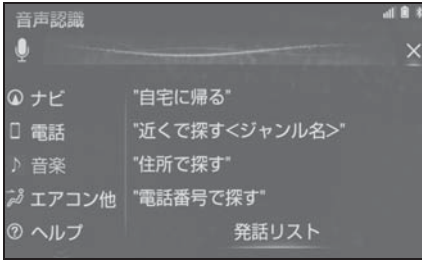 音声認識
ナビ
"自宅に帰る"
電話
"近くで探す<ジャンル名>"
音楽
"住所で探す"
エアコン他
"電話番号で探す"
ヘルプ
発話リスト